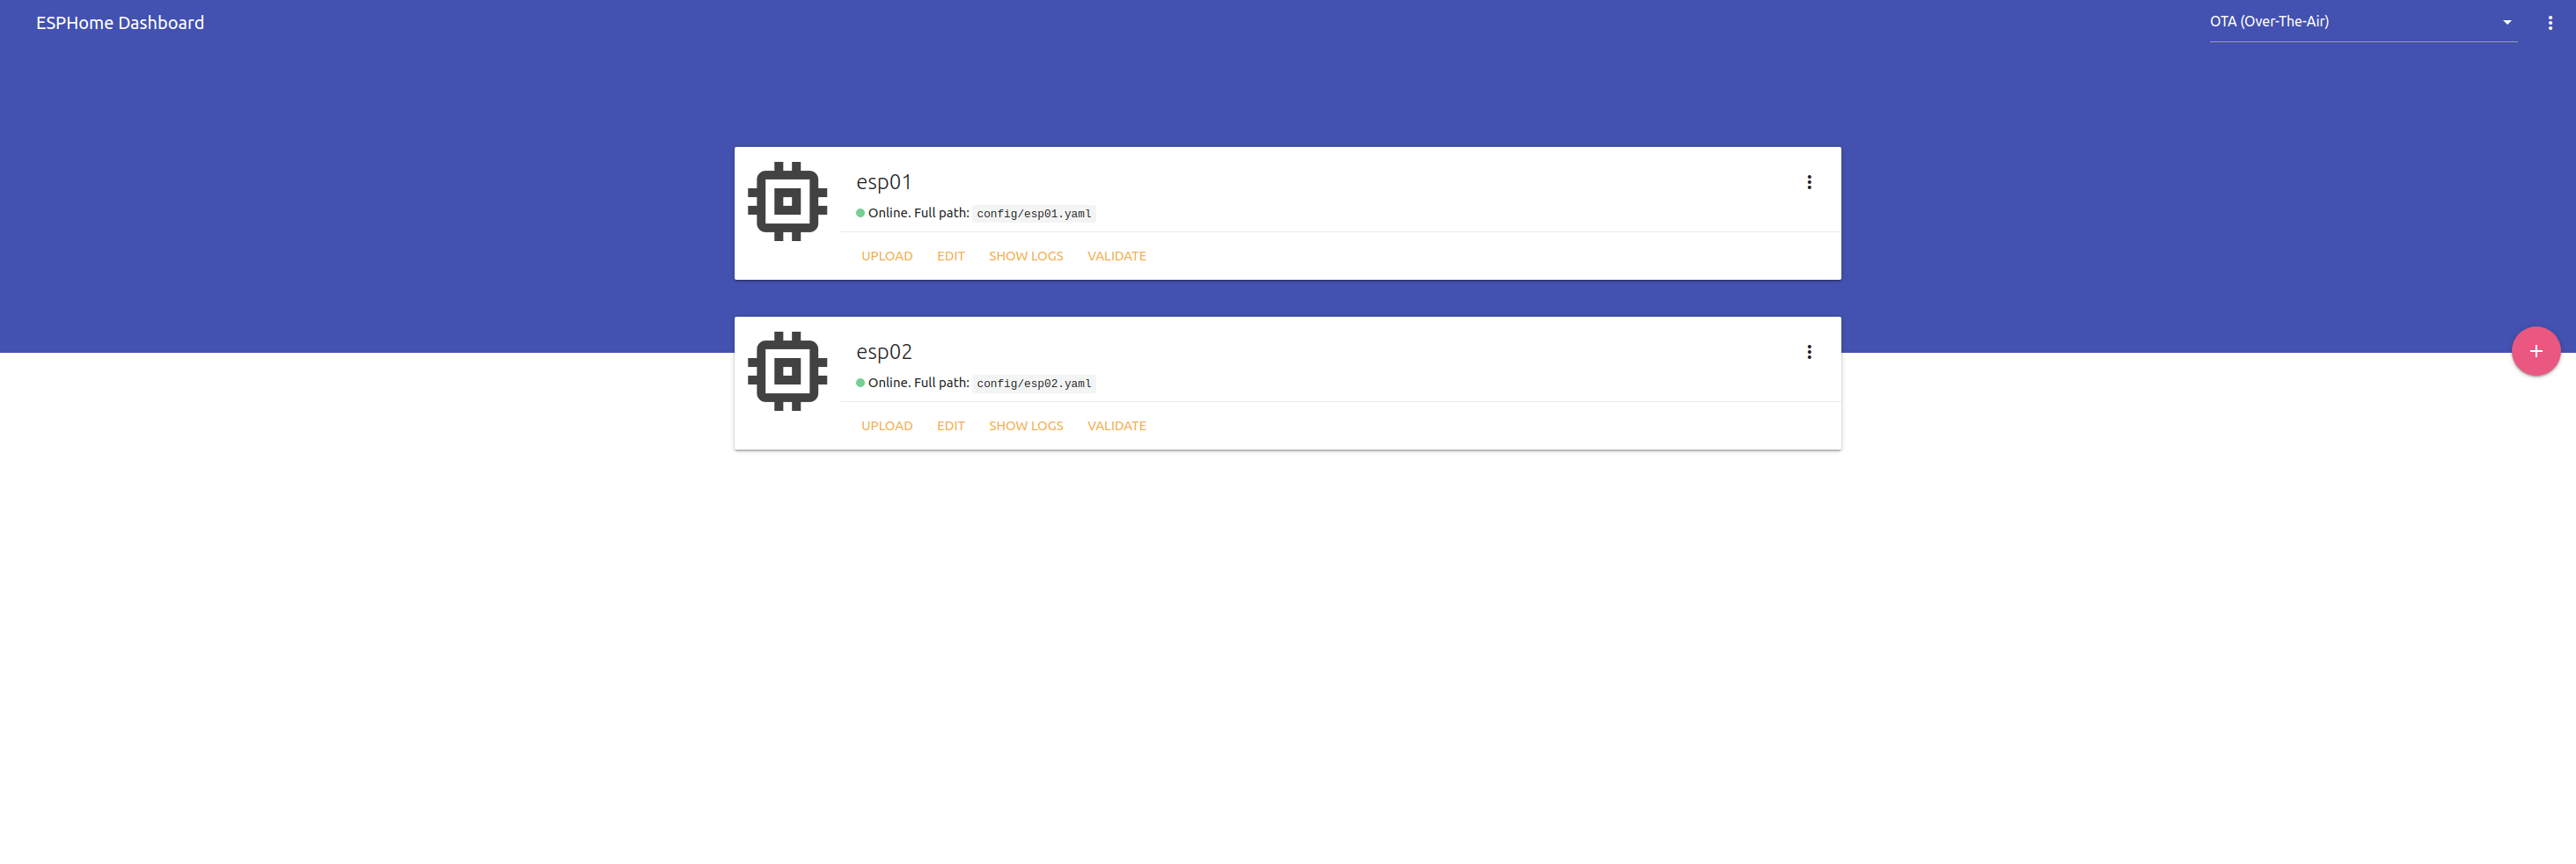 ESPHome Dashboard
OTA (Over-The-Air)
esp01
Online. Full path: config/esp01.yaml
UPLOAD EDIT SHOW LOGS VALIDATE
esp02
Online. Full path: config/esp02.yaml
UPLOAD EDIT SHOW LOGS VALIDATE